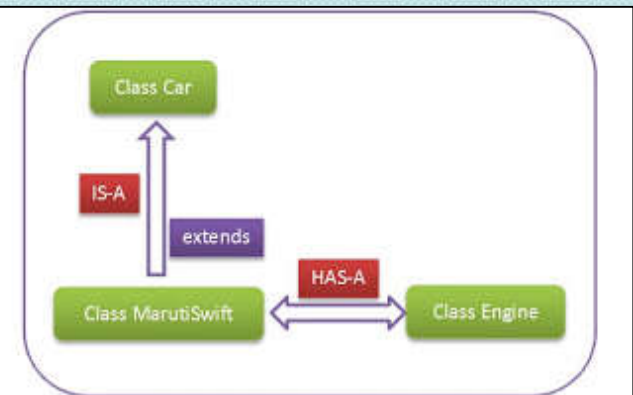 Class Car
IS-A
extends
HAS-A
Class MarutiSwift
Class Engine